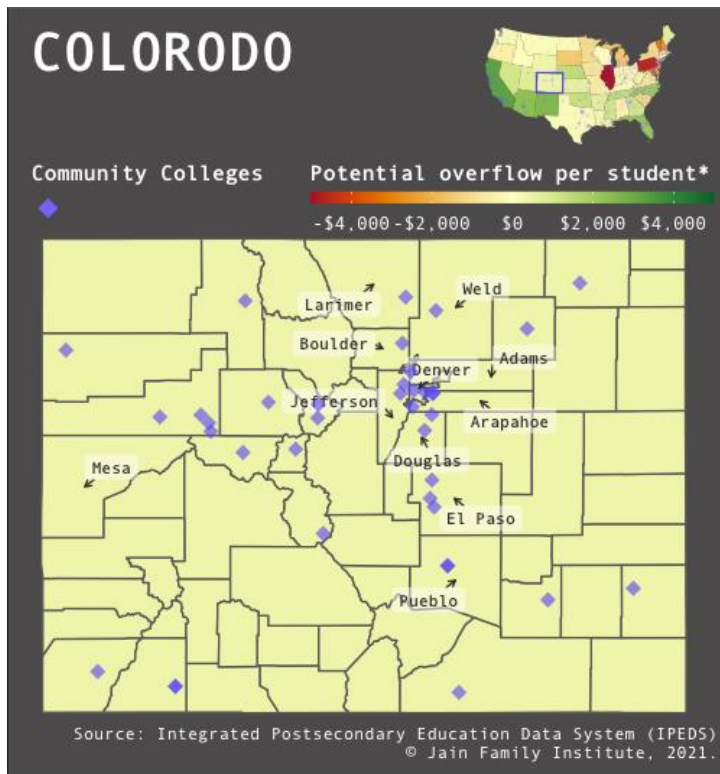 COLORODO
Community Colleges
Potential overflow per student*
-$4,000 -$2,000 $0 $2,000 $4,000
Larimer
Weld
Boulder
Denver
Adams
Jefferson
Arapahoe
Mesa
Douglas
El Paso
Pueblo
Source: Integrated Postsecondary Education Data System (IPEDS)
© Jain Family Institute, 2021.